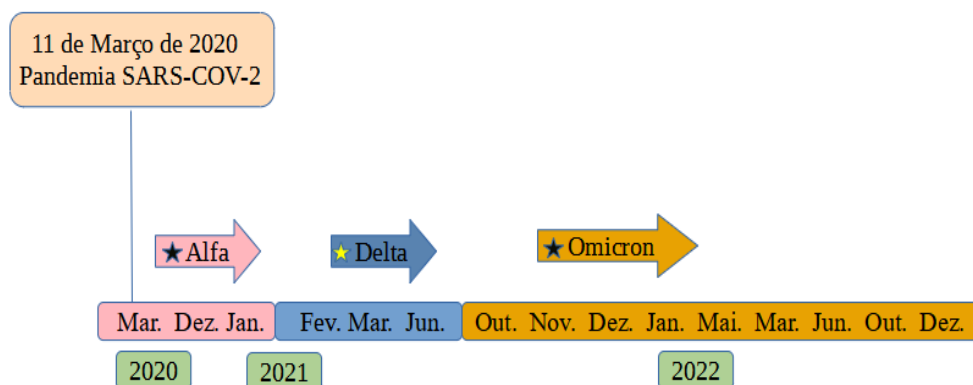 11 de Março de 2020
Pandemia SARS-COV-2
Alfa
Delta
Omicron
Mar. Dez. Jan. Fev. Mar. Jun. Out. Nov. Dez. Jan. Mai. Mar. Jun. Out. Dez.
2020
2021
2022